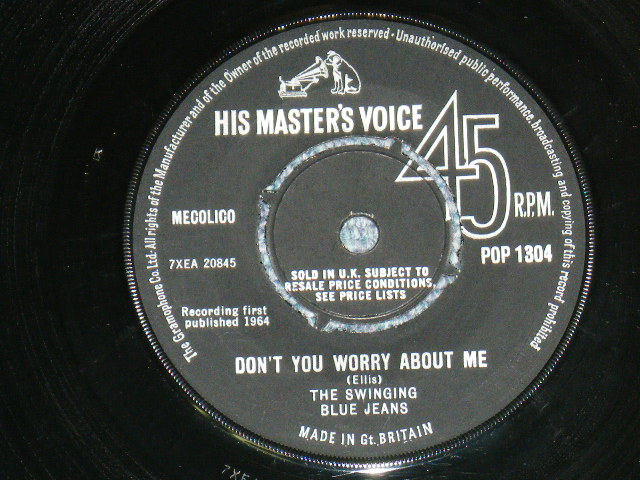 The Gramophone Co.Ltd·All rights of the Manufacturer and of the Owner of the recorded work reserved·Unauthorised public performance, broadcasting and copying of this record prohibited
HIS MASTER'S VOICE
45
R.P.M.
MECOLICO
POP 1304
7XEA 20845
SOLD IN U.K. SUBJECT TO
RESALE PRICE CONDITIONS,
SEE PRICE LISTS
Recording first
published 1964
DON'T YOU WORRY ABOUT ME
(Ellis)
THE SWINGING
BLUE JEANS
MADE IN Gt. BRITAIN